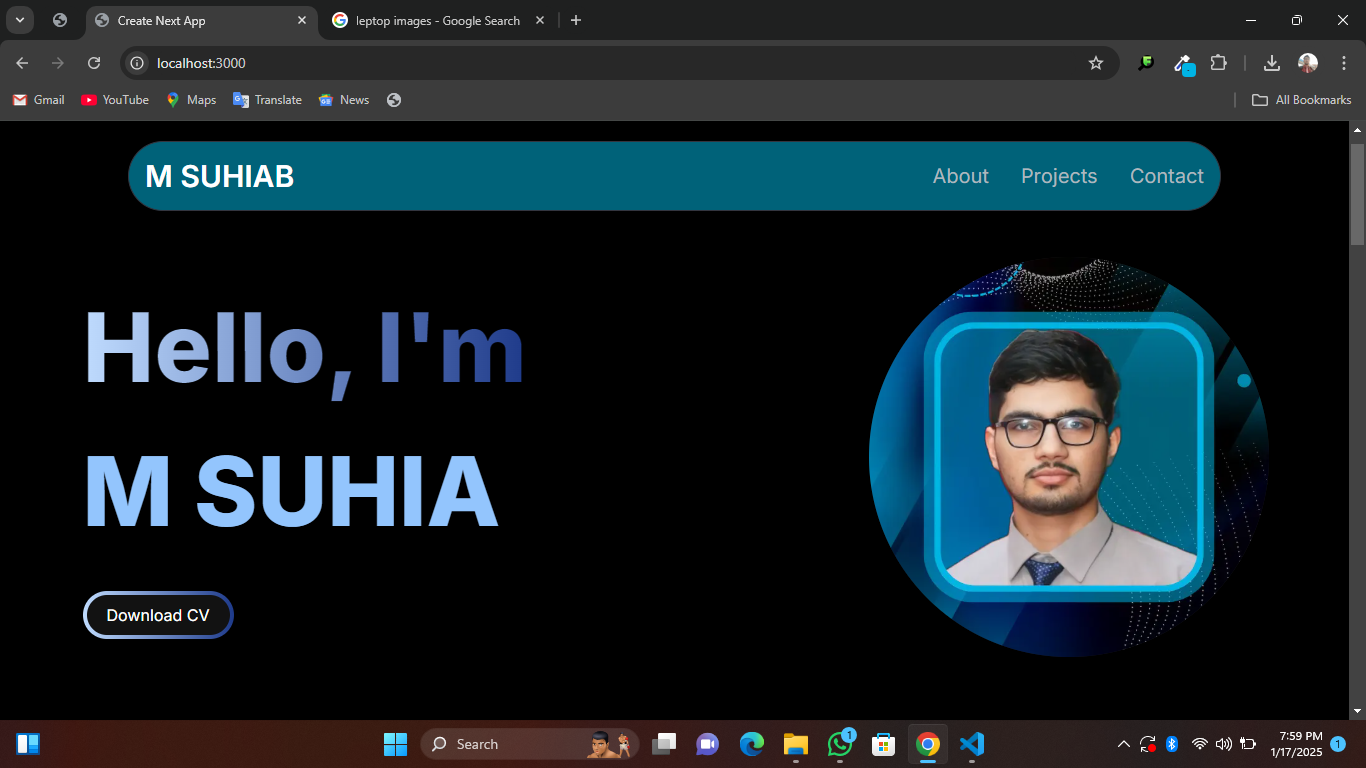 Create Next App
leptop images - Google Search
localhost:3000
Gmail
YouTube
Maps
Translate
News
All Bookmarks
M SUHIAB
About
Projects
Contact
Hello, I'm
M SUHIA
Download CV
Search
1
7:59 PM
1/17/2025
1